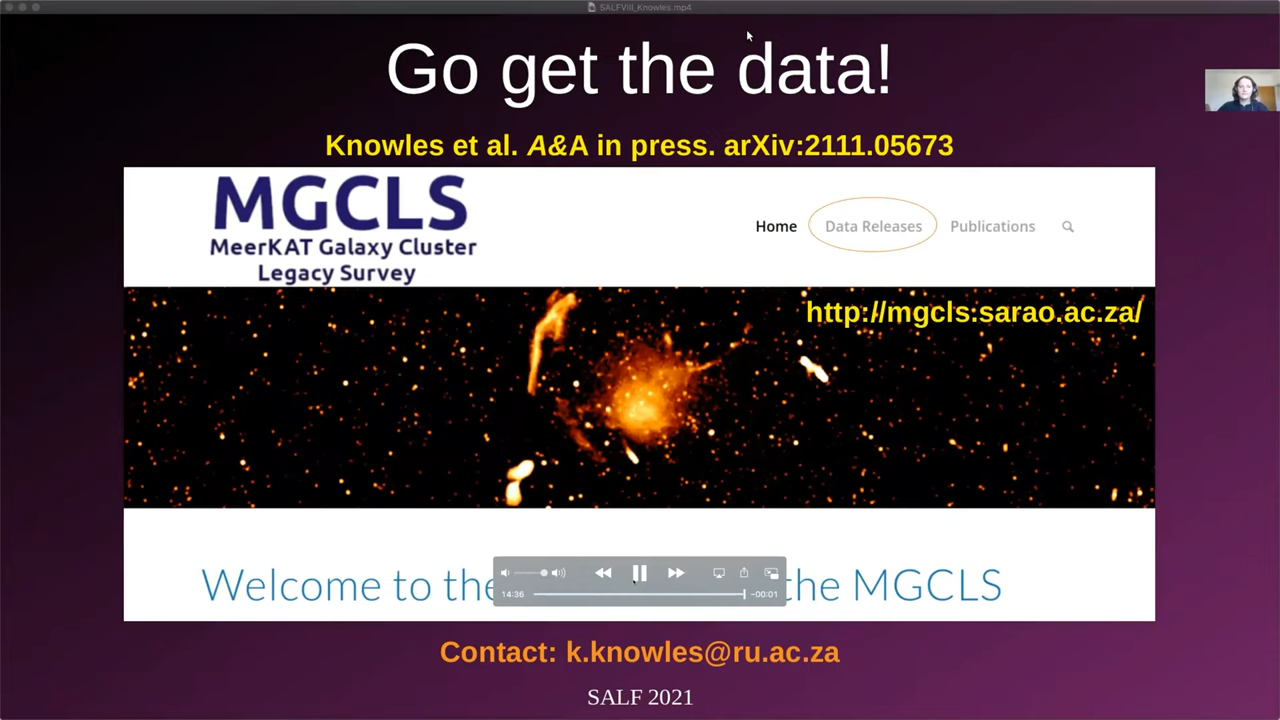 SALFVIII_Knowles.mp4
Go get the data!
Knowles et al. A&A in press. arXiv:2111.05673
MGCLS
MeerKAT Galaxy Cluster
Legacy Survey
Home Data Releases Publications
http://mgcls.sarao.ac.za/
Welcome to the the MGCLS
14:36 -00:01
Contact: k.knowles@ru.ac.za
SALF 2021